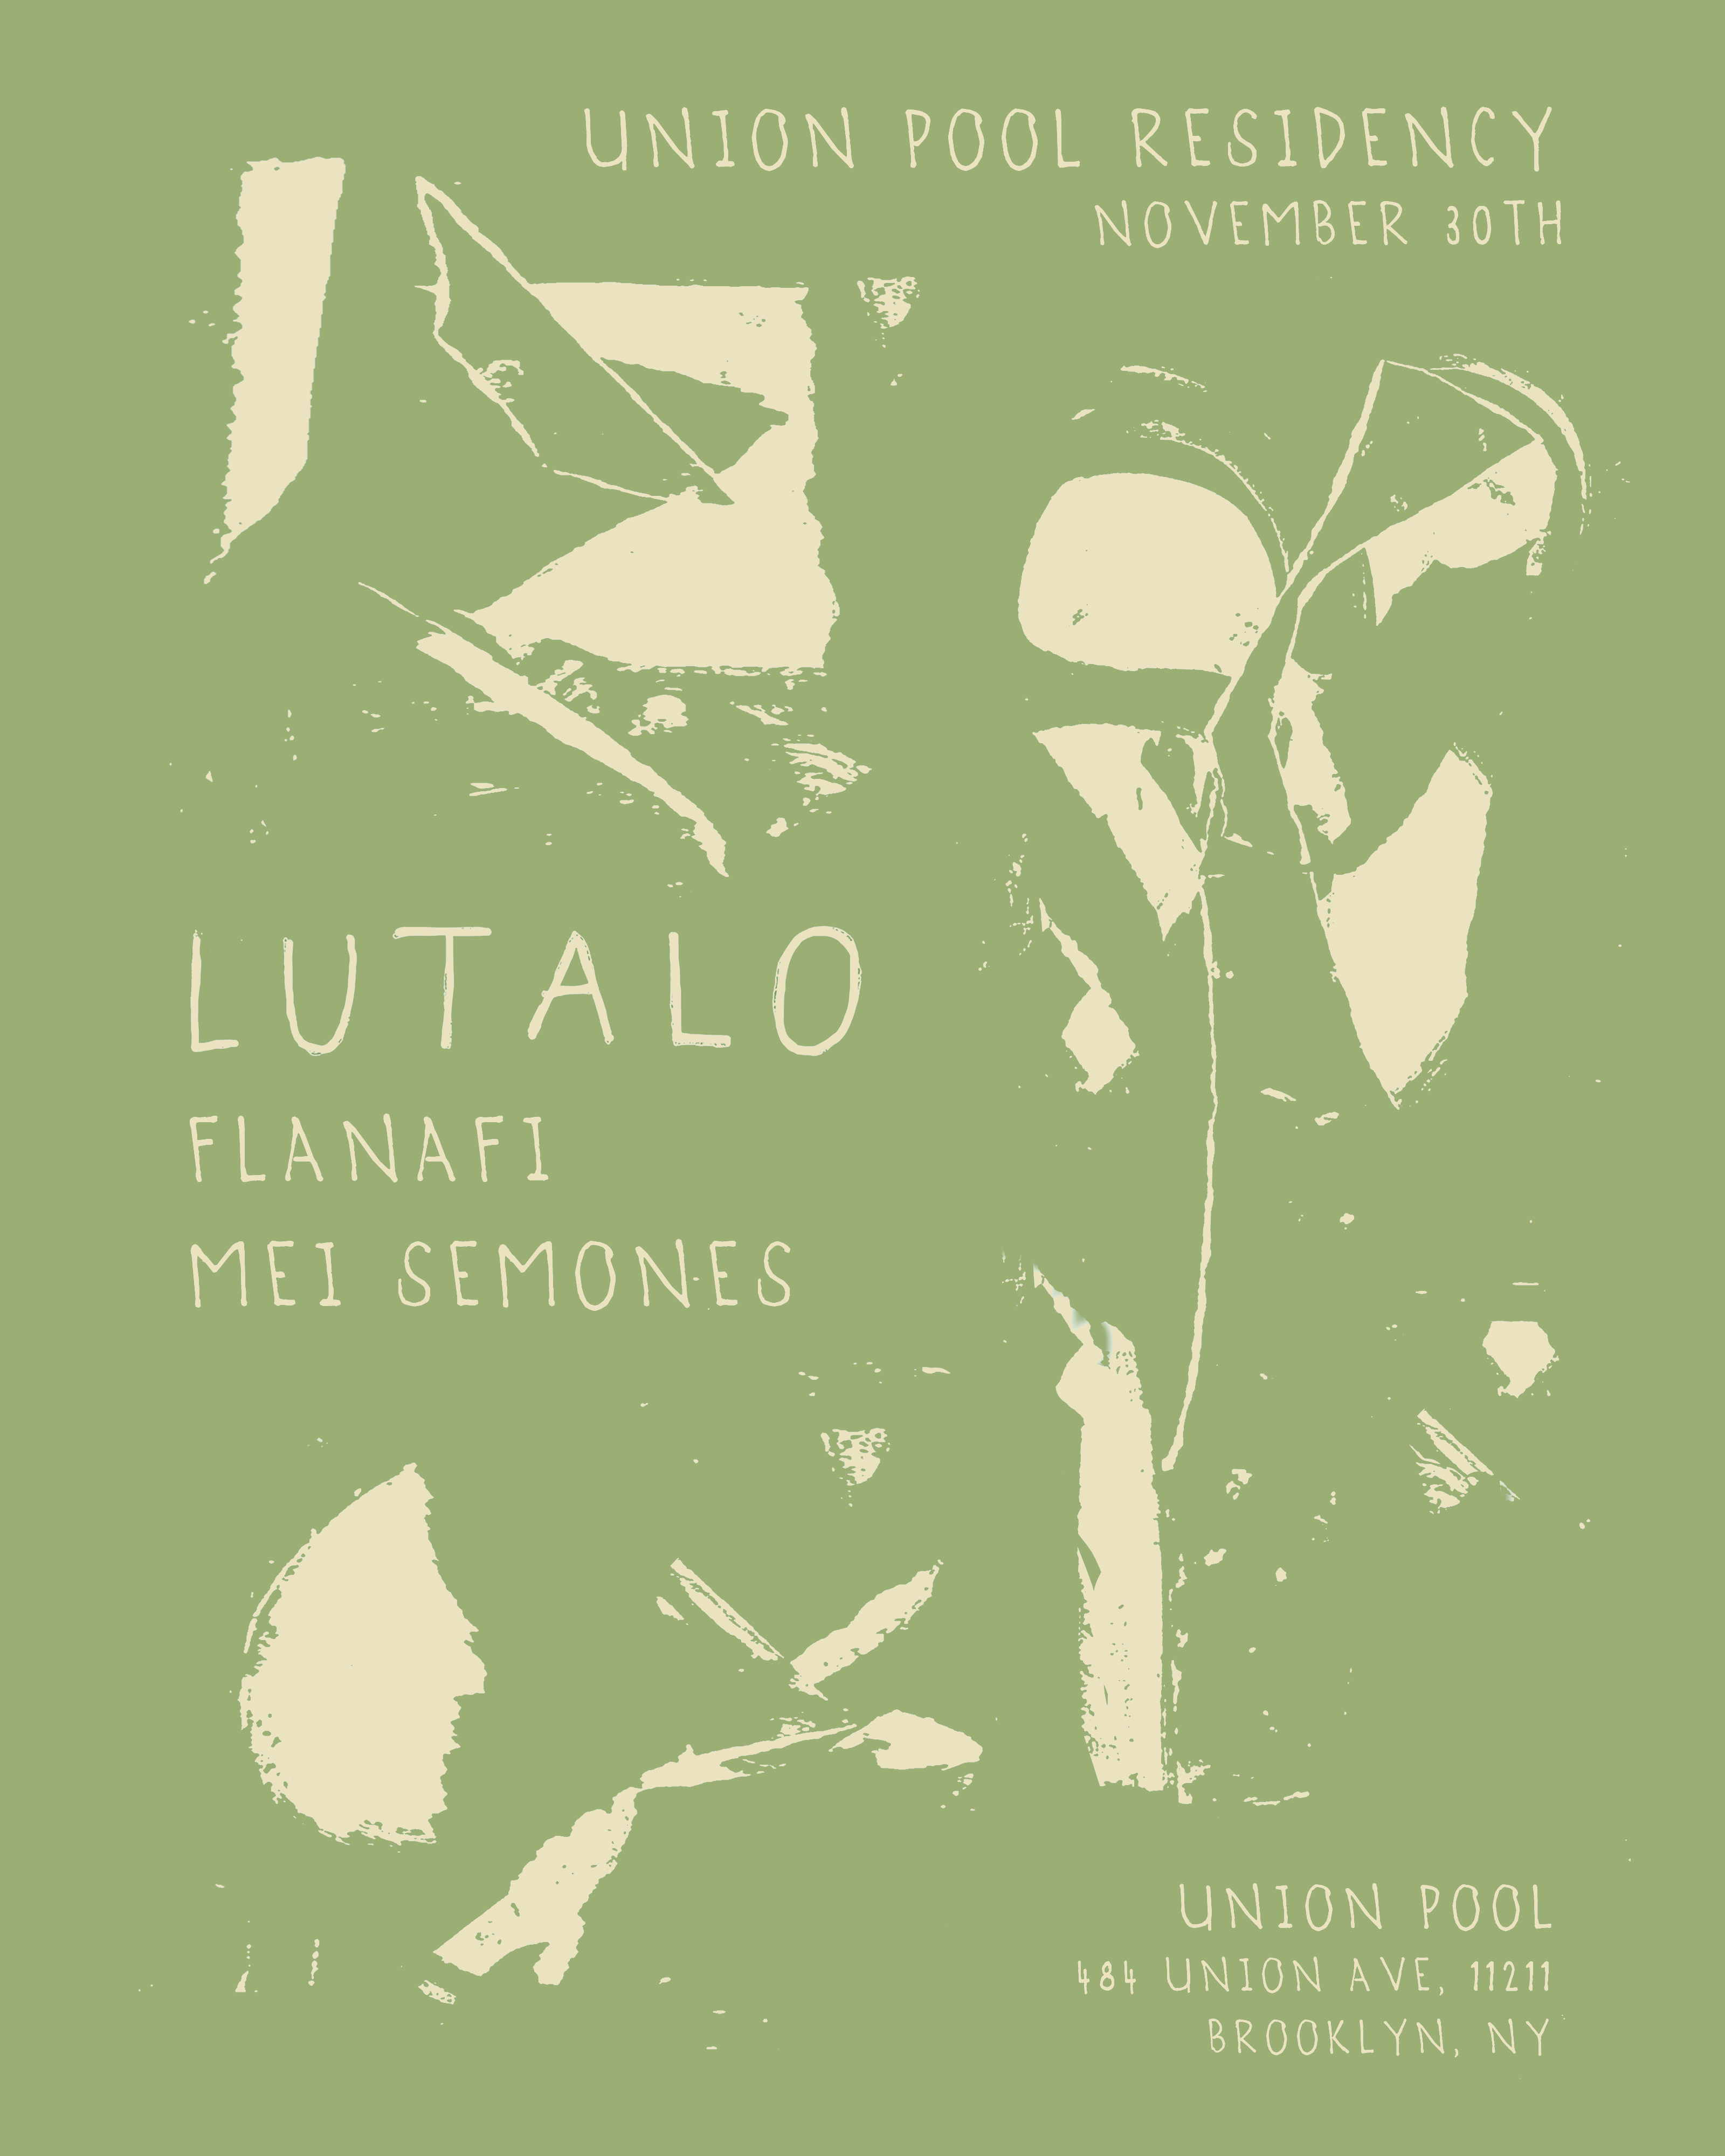 UNION POOL RESIDENCY
NOVEMBER 30TH
LUTALO
FLANAFI
MEI SEMONES
UNION POOL
484 UNION AVE, 11211
BROOKLYN, NY